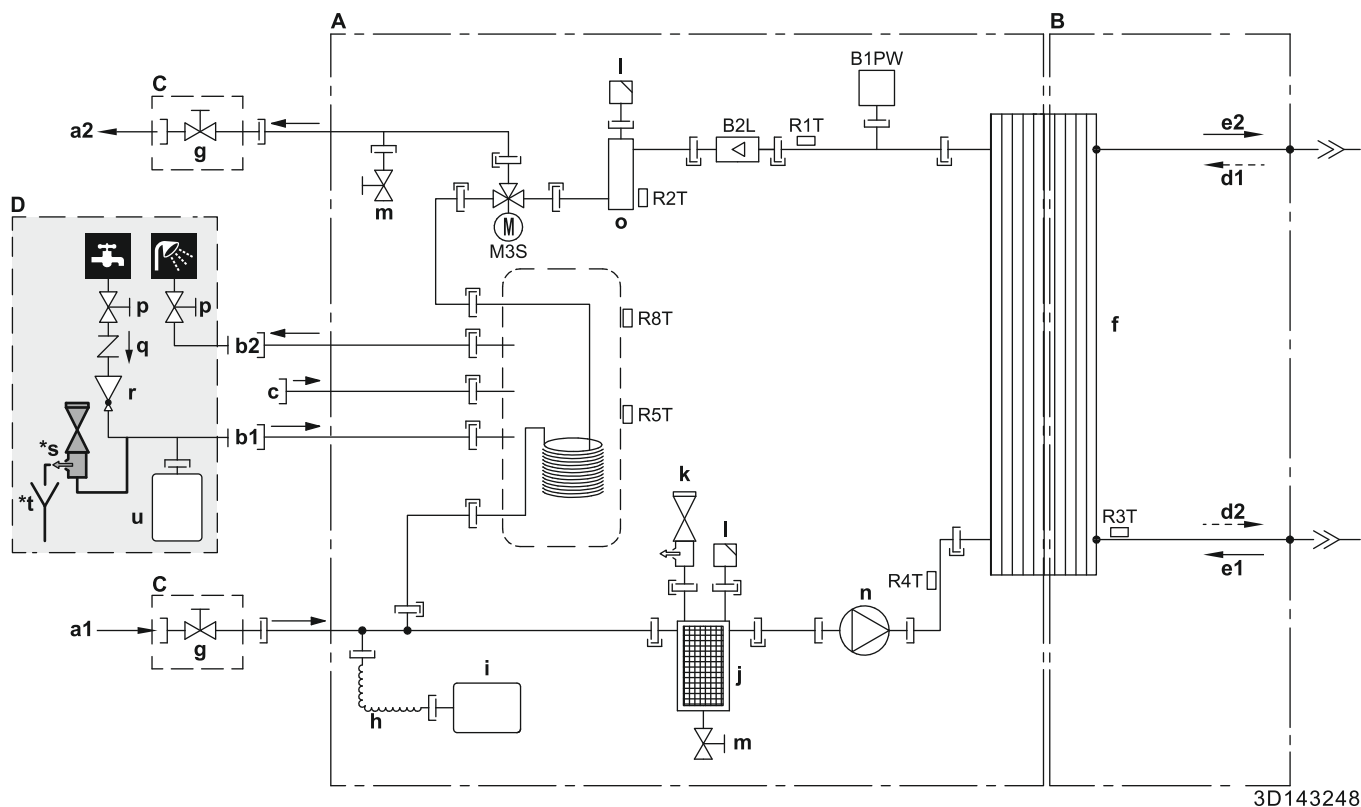 A
B
C
l
B1PW
a2
g
B2L
R1T
e2
d1
m
R2T
o
M
M3S
D
p
p
R8T
f
q
b2
r
c
R5T
*s
b1
k
*t
u
l
R3T
d2
e1
C
R4T
n
a1
g
i
j
h
m
3D143248